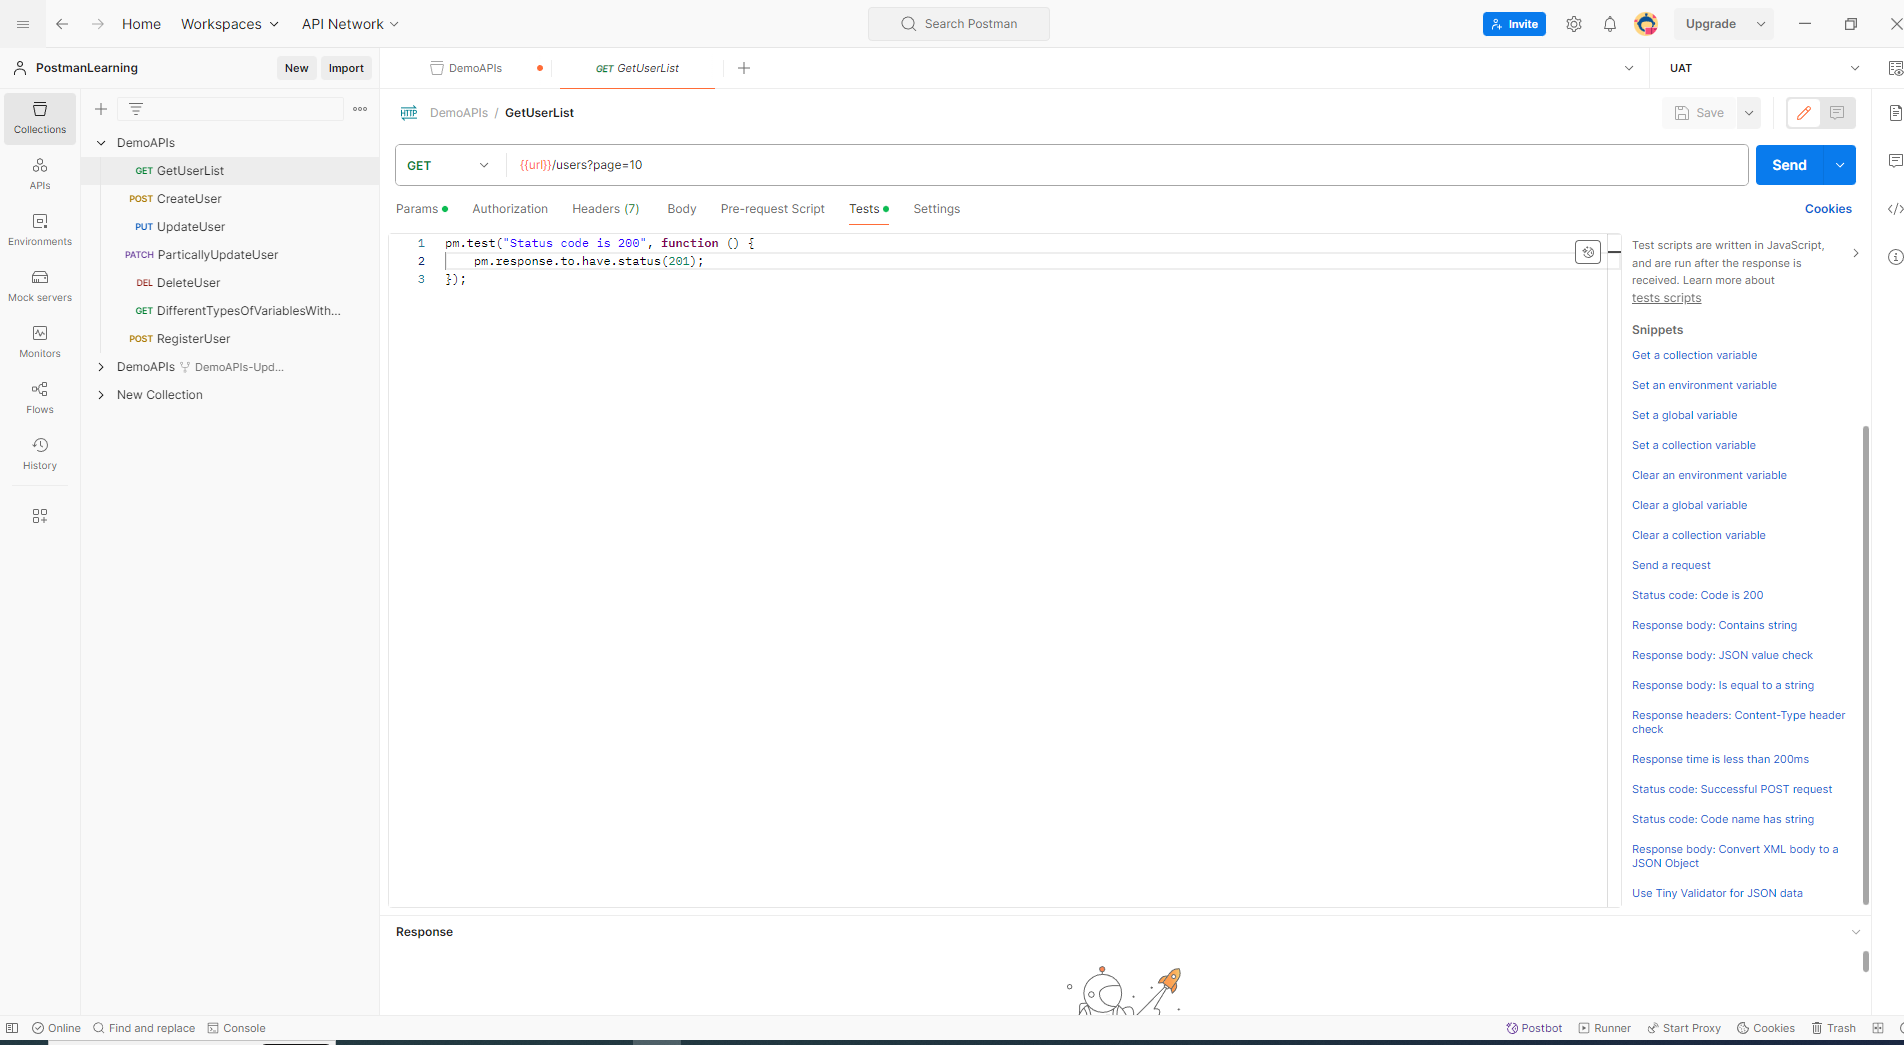 Home Workspaces API Network Search Postman Invite Upgrade
PostmanLearning New Import DemoAPIs GET GetUserList UAT
Collections
APIs
Environments
Mock servers
Monitors
Flows
History
DemoAPIs
GET GetUserList
POST CreateUser
PUT UpdateUser
PATCH ParticallyUpdateUser
DEL DeleteUser
GET DifferentTypesOfVariablesWith...
POST RegisterUser
DemoAPIs DemoAPIs-Upd...
New Collection
HTTP DemoAPIs / GetUserList Save
GET {{url}}/users?page=10 Send
Params Authorization Headers (7) Body Pre-request Script Tests Settings Cookies
1 pm.test("Status code is 200", function () {
2 pm.response.to.have.status(201);
3 });
Test scripts are written in JavaScript,
and are run after the response is
received. Learn more about
tests scripts
Snippets
Get a collection variable
Set an environment variable
Set a global variable
Set a collection variable
Clear an environment variable
Clear a global variable
Clear a collection variable
Send a request
Status code: Code is 200
Response body: Contains string
Response body: JSON value check
Response body: Is equal to a string
Response headers: Content-Type header
check
Response time is less than 200ms
Status code: Successful POST request
Status code: Code name has string
Response body: Convert XML body to a
JSON Object
Use Tiny Validator for JSON data
Response
Online Find and replace Console Postbot Runner Start Proxy Cookies Trash